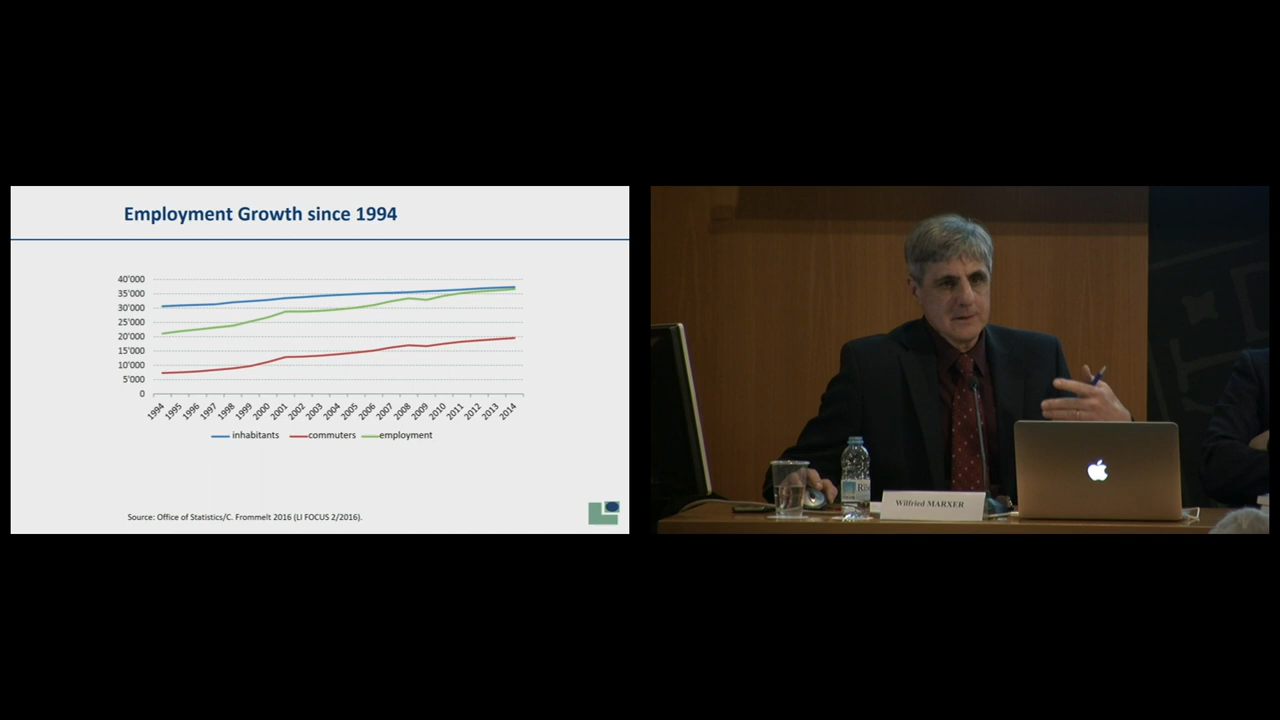 Employment Growth since 1994
40'000
35'000
30'000
25'000
20'000
15'000
10'000
5'000
0
1994 1995 1996 1997 1998 1999 2000 2001 2002 2003 2004 2005 2006 2007 2008 2009 2010 2011 2012 2013 2014
inhabitants commuters employment
Source: Office of Statistics/C. Frommelt 2016 (LI FOCUS 2/2016).
Wilfried MARXER